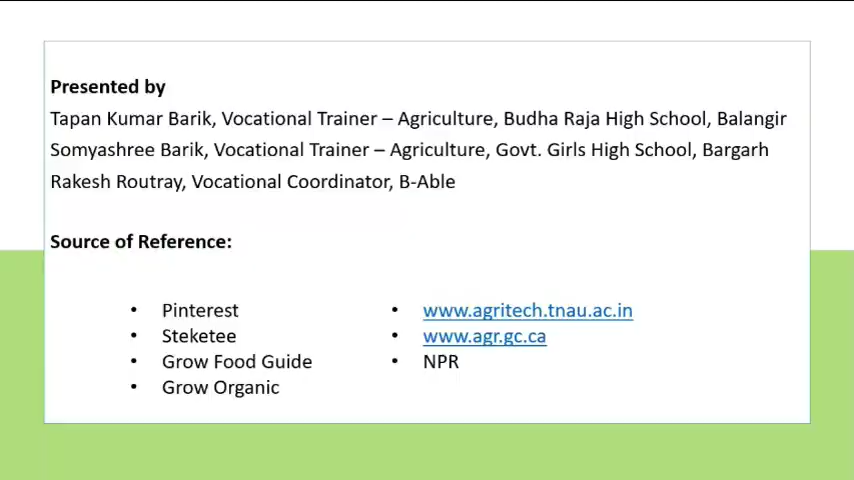 Presented by
Tapan Kumar Barik, Vocational Trainer – Agriculture, Budha Raja High School, Balangir
Somyashree Barik, Vocational Trainer – Agriculture, Govt. Girls High School, Bargarh
Rakesh Routray, Vocational Coordinator, B-Able
Source of Reference:
• Pinterest
• Steketee
• Grow Food Guide
• Grow Organic
• www.agritech.tnau.ac.in
• www.agr.gc.ca
• NPR